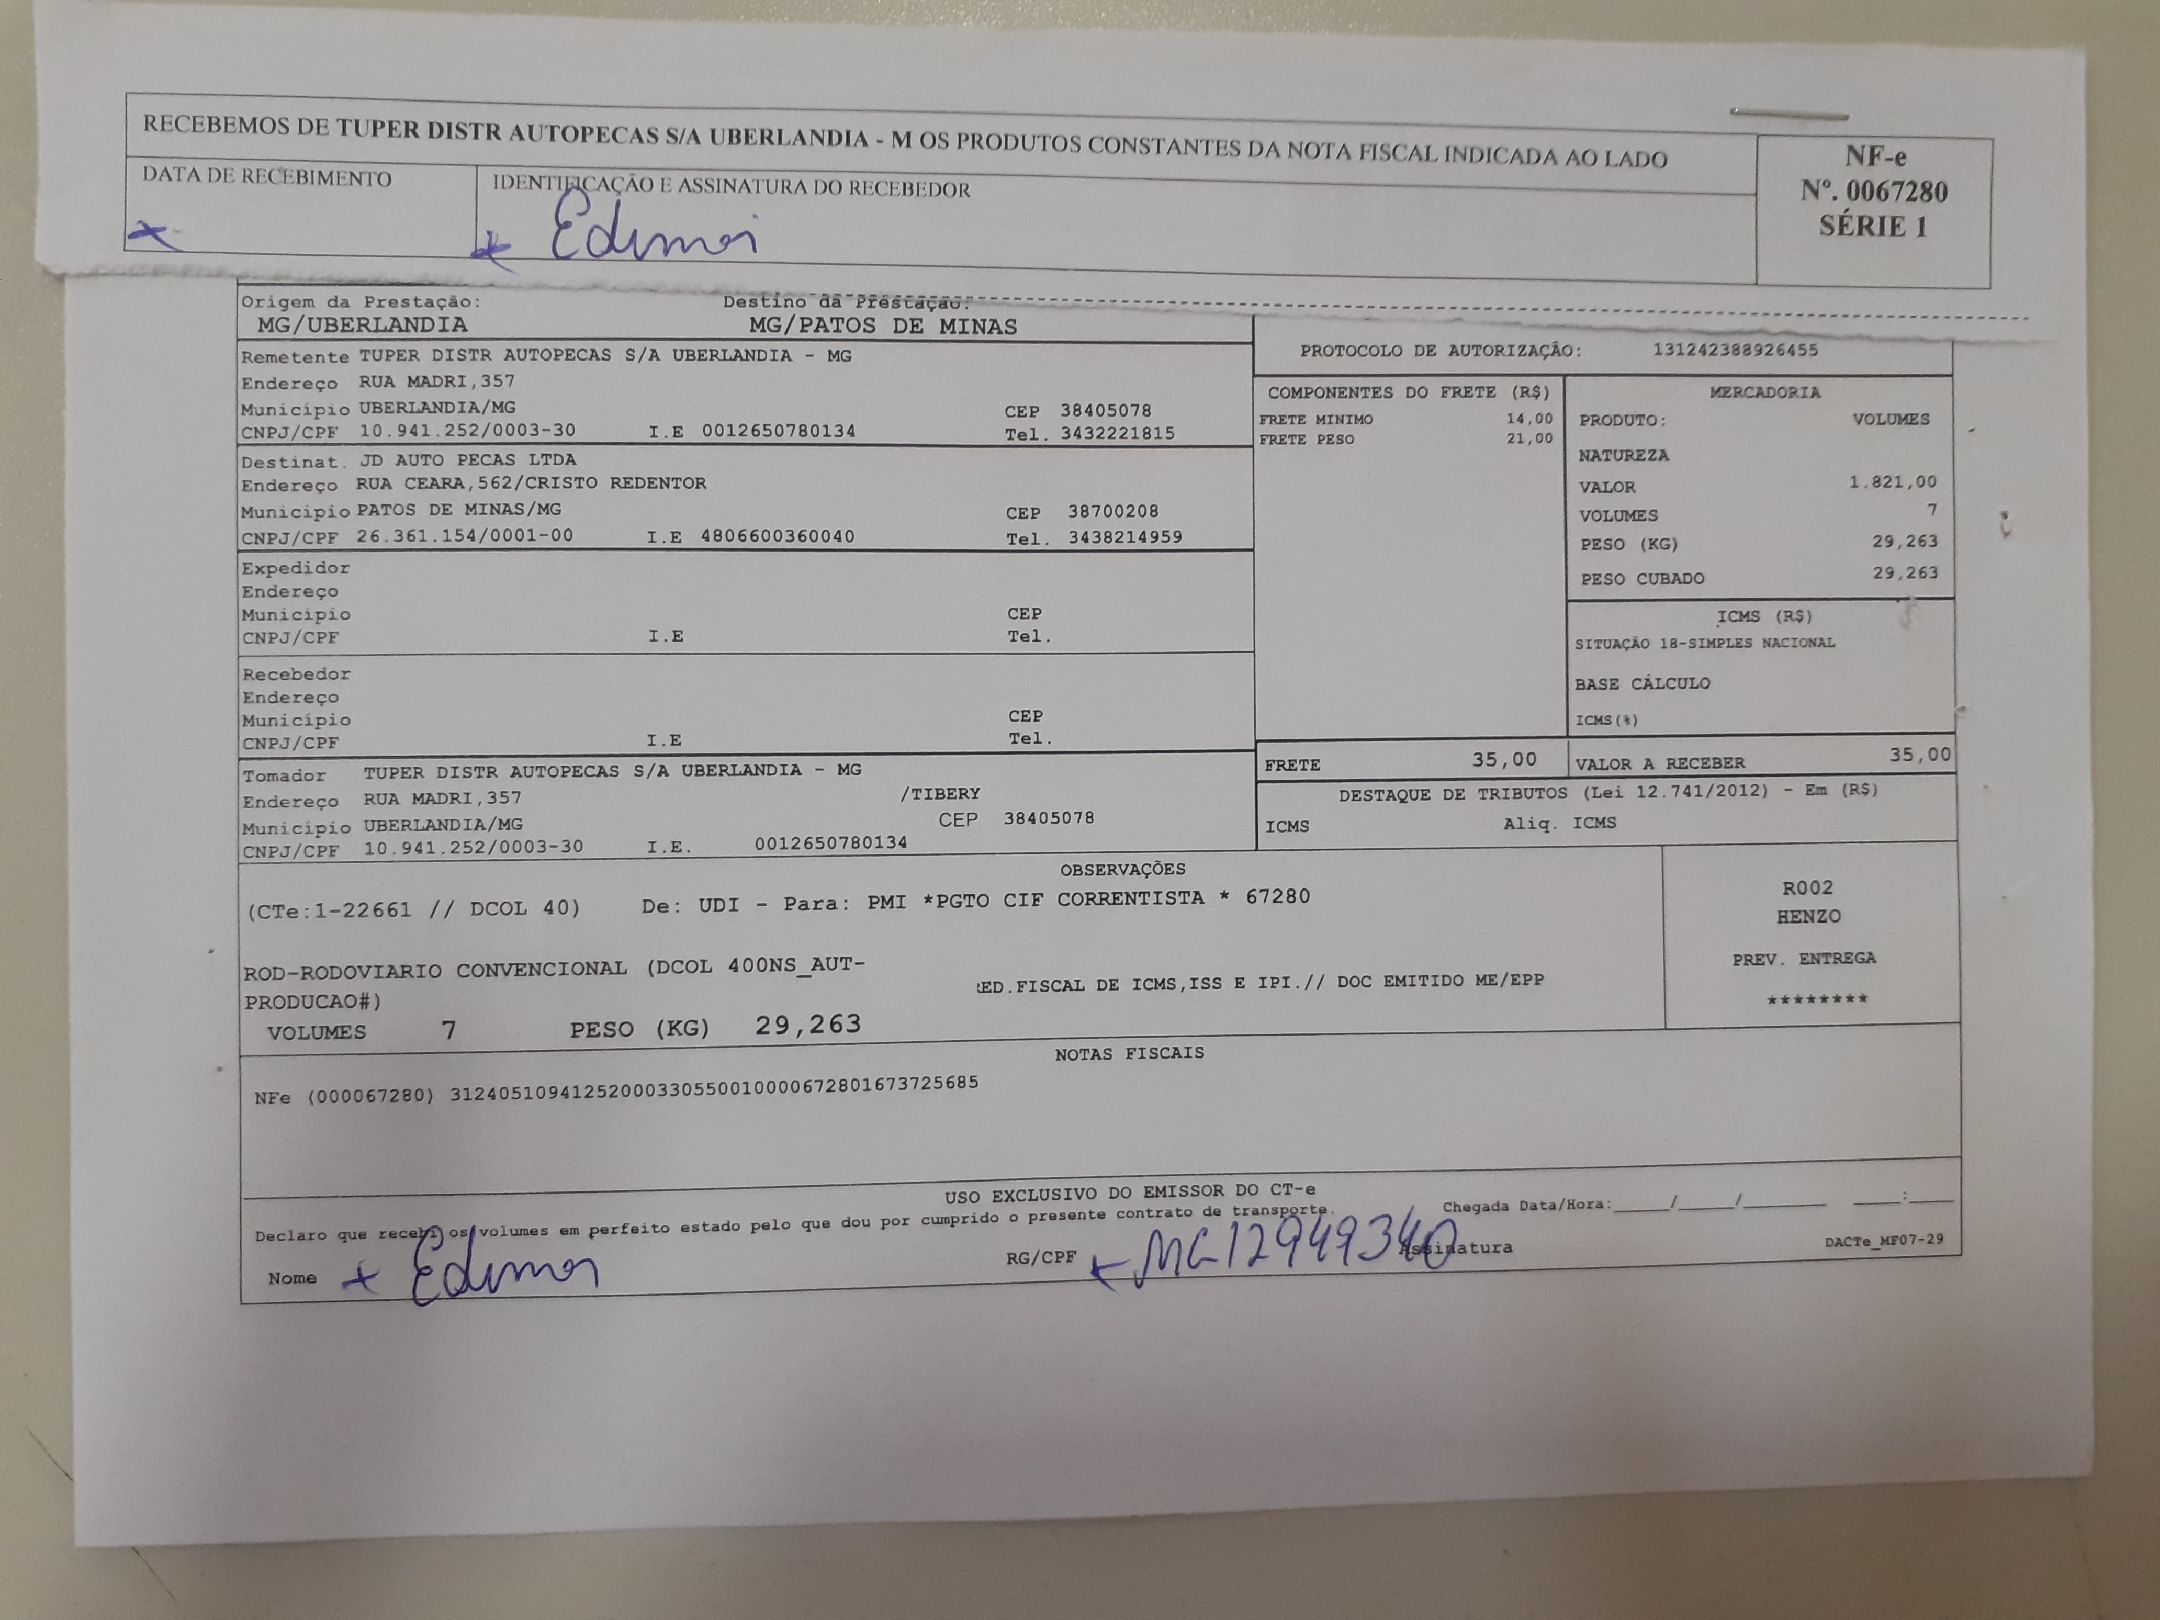 RECEBEMOS DE TUPER DISTR AUTOPECAS S/A UBERLANDIA - M OS PRODUTOS CONSTANTES DA NOTA FISCAL INDICADA AO LADO
DATA DE RECEBIMENTO
IDENTIFICAÇÃO E ASSINATURA DO RECEBEDOR
NF-e
Nº. 0067280
SÉRIE 1
Origem da Prestação: Destino da Prestação:
MG/UBERLANDIA MG/PATOS DE MINAS
Remetente TUPER DISTR AUTOPECAS S/A UBERLANDIA - MG
Endereço RUA MADRI,357
Município UBERLANDIA/MG CEP 38405078
CNPJ/CPF 10.941.252/0003-30 I.E 0012650780134 Tel. 3432221815
Destinat. JD AUTO PECAS LTDA
Endereço RUA CEARA,562/CRISTO REDENTOR
Município PATOS DE MINAS/MG CEP 38700208
CNPJ/CPF 26.361.154/0001-00 I.E 4806600360040 Tel. 3438214959
Expedidor
Endereço
Município CEP
CNPJ/CPF I.E Tel.
Recebedor
Endereço
Município CEP
CNPJ/CPF I.E Tel.
Tomador TUPER DISTR AUTOPECAS S/A UBERLANDIA - MG
Endereço RUA MADRI,357 /TIBERY
Município UBERLANDIA/MG CEP 38405078
CNPJ/CPF 10.941.252/0003-30 I.E. 0012650780134
PROTOCOLO DE AUTORIZAÇÃO: 131242388926455
COMPONENTES DO FRETE (R$)
FRETE MINIMO 14,00
FRETE PESO 21,00
MERCADORIA
PRODUTO: VOLUMES
NATUREZA
VALOR 1.821,00
VOLUMES 7
PESO (KG) 29,263
PESO CUBADO 29,263
ICMS (R$)
SITUAÇÃO 18-SIMPLES NACIONAL
BASE CÁLCULO
ICMS(%)
FRETE 35,00 VALOR A RECEBER 35,00
DESTAQUE DE TRIBUTOS (Lei 12.741/2012) - Em (R$)
ICMS Aliq. ICMS
OBSERVAÇÕES
(CTe:1-22661 // DCOL 40) De: UDI - Para: PMI *PGTO CIF CORRENTISTA * 67280
ROD-RODOVIARIO CONVENCIONAL (DCOL 400NS_AUT-
PRODUCAO#)
ED.FISCAL DE ICMS,ISS E IPI.// DOC EMITIDO ME/EPP
VOLUMES 7 PESO (KG) 29,263
R002
HENZO
PREV. ENTREGA
********
NOTAS FISCAIS
NFe (000067280) 31240510941252000330550010000672801673725685
USO EXCLUSIVO DO EMISSOR DO CT-e
Declaro que recebi os volumes em perfeito estado pelo que dou por cumprido o presente contrato de transporte.
Chegada Data/Hora:_____/_____/_______ ____:____
Nome RG/CPF MG12949340 Assinatura
DACTe_MF07-29